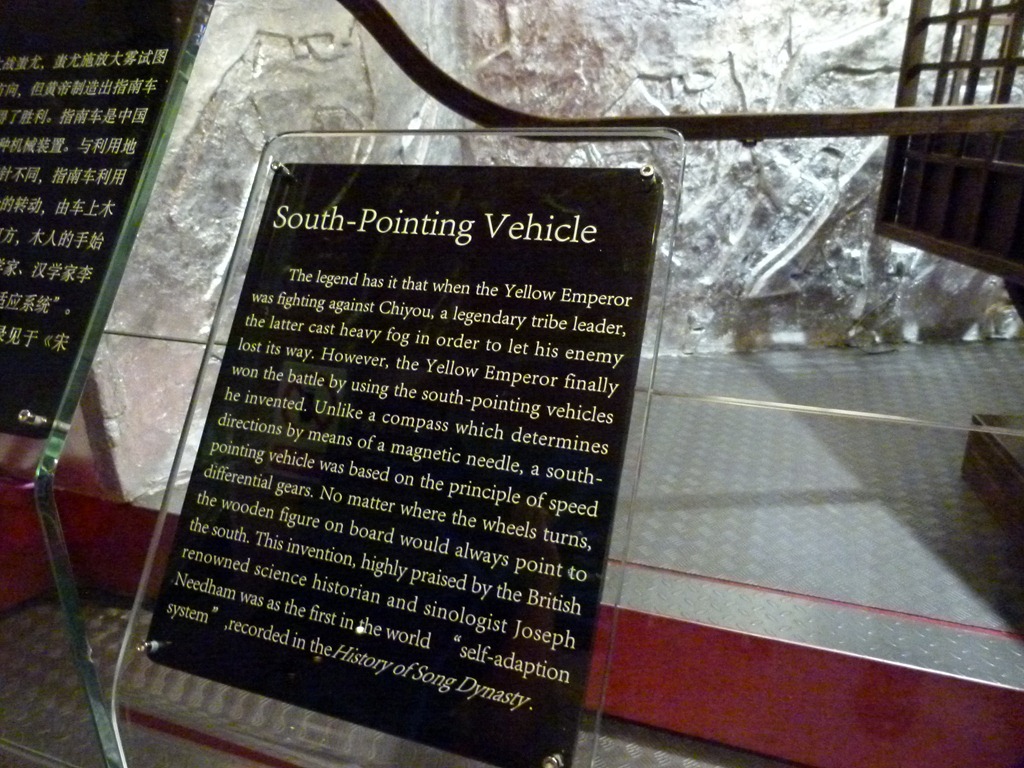 战蚩尤，蚩尤施放大雾试图
方向，但黄帝制造出指南车
得了胜利。指南车是中国
种机械装置。与利用地
针不同，指南车利用
的转动，由车上木
方，木人的手始
学家、汉学家李
适应系统”。
录见于《宋
South-Pointing Vehicle
The legend has it that when the Yellow Emperor
was fighting against Chiyou, a legendary tribe leader,
the latter cast heavy fog in order to let his enemy
lost its way. However, the Yellow Emperor finally
won the battle by using the south-pointing vehicles
he invented. Unlike a compass which determines
directions by means of a magnetic needle, a south-
pointing vehicle was based on the principle of speed
differential gears. No matter where the wheels turns,
the wooden figure on board would always point to
the south. This invention, highly praised by the British
renowned science historian and sinologist Joseph
Needham was as the first in the world “self-adaption
system” ,recorded in the History of Song Dynasty.